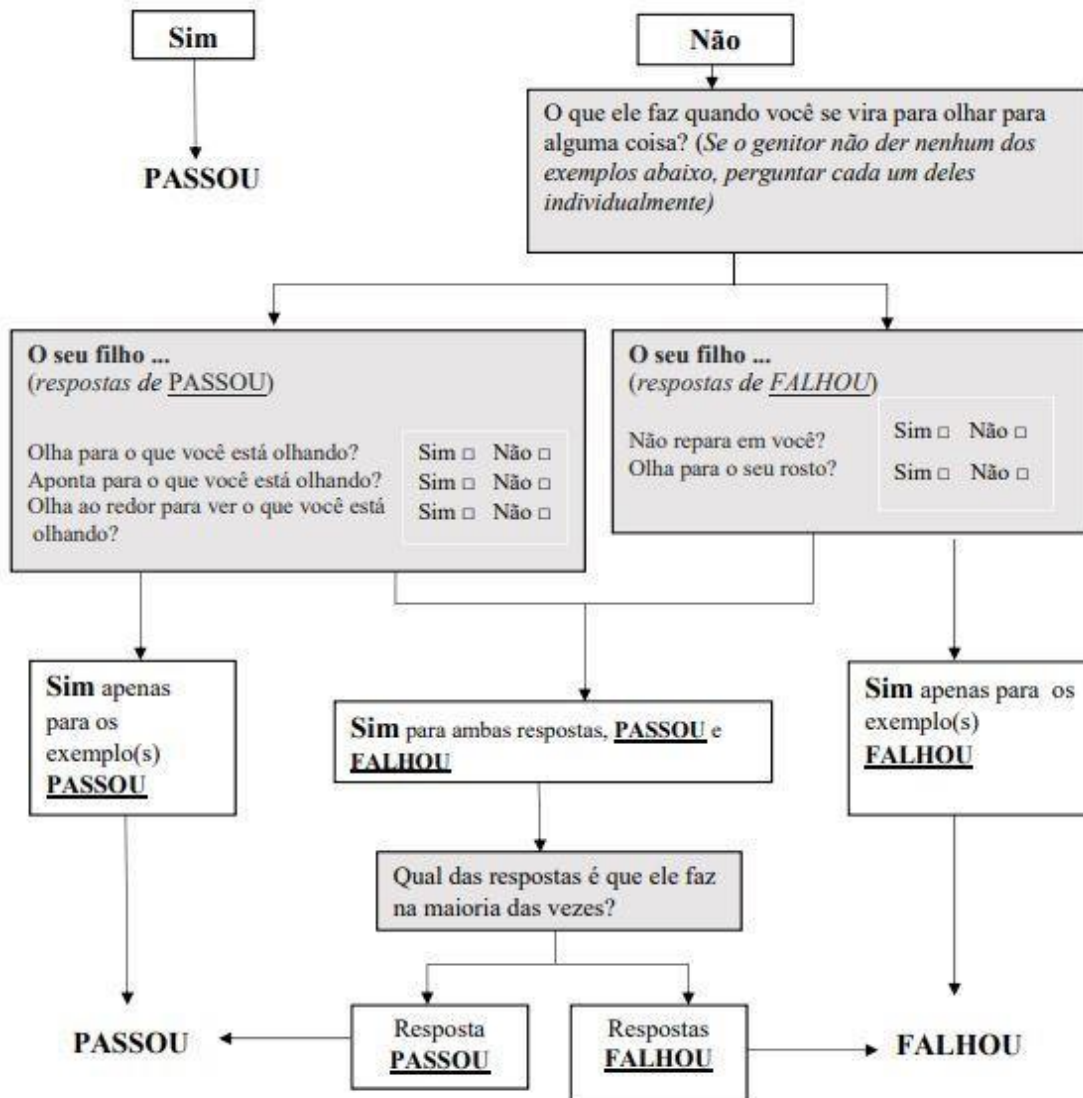 Sim
Não
O que ele faz quando você se vira para olhar para
alguma coisa? (Se o genitor não der nenhum dos
exemplos abaixo, perguntar cada um deles
individualmente)
PASSOU
O seu filho ...
(respostas de PASSOU)
Olha para o que você está olhando? Sim □ Não □
Aponta para o que você está olhando? Sim □ Não □
Olha ao redor para ver o que você está Sim □ Não □
olhando?
O seu filho ...
(respostas de FALHOU)
Não repara em você? Sim □ Não □
Olha para o seu rosto? Sim □ Não □
Sim apenas
para os
exemplo(s)
PASSOU
Sim para ambas respostas, PASSOU e
FALHOU
Sim apenas para os
exemplo(s)
FALHOU
Qual das respostas é que ele faz
na maioria das vezes?
PASSOU
Resposta
PASSOU
Respostas
FALHOU
FALHOU